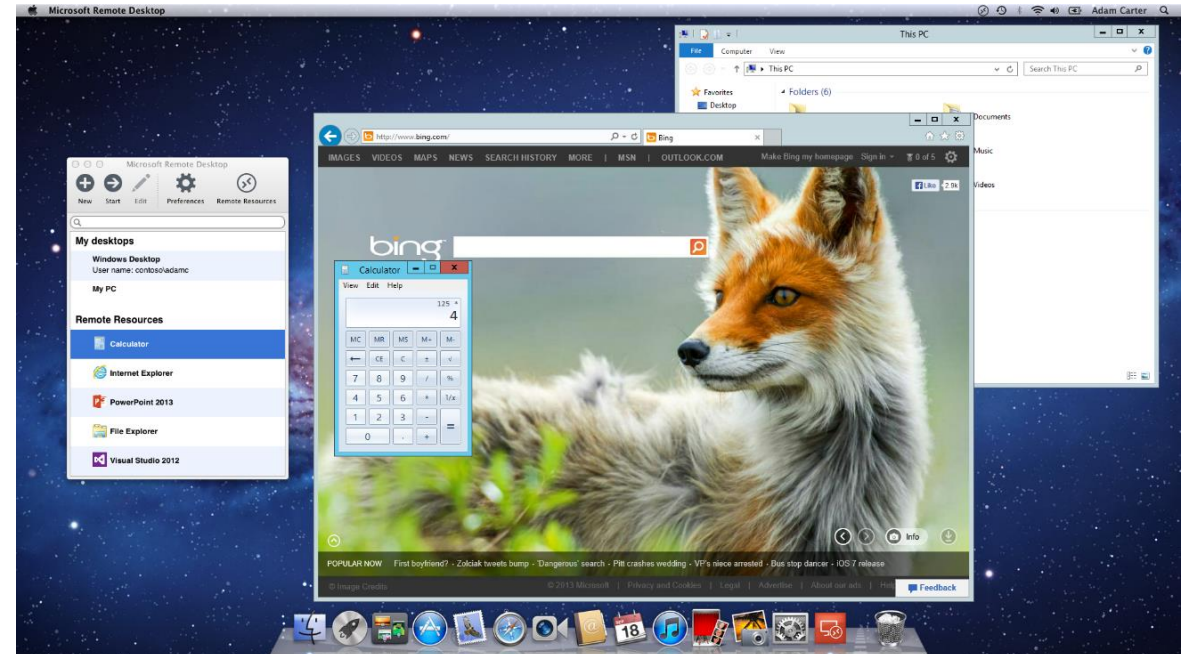 Microsoft Remote Desktop
Adam Carter
This PC
File Computer View
This PC
Search This PC
Favorites
Desktop
Folders (6)
Documents
Music
Videos
http://www.bing.com/
Bing
IMAGES VIDEOS MAPS NEWS SEARCH HISTORY MORE | MSN | OUTLOOK.COM
Make Bing my homepage Sign in 0 of 5
Like
bing
Microsoft Remote Desktop
New Start Edit Preferences Remote Resources
My desktops
Windows Desktop
User name: contoso\adamc
My PC
Remote Resources
Calculator
Internet Explorer
PowerPoint 2013
File Explorer
Visual Studio 2012
Calculator
View Edit Help
125 *
4
MC MR MS M+ M-
← CE C ± √
7 8 9 / %
4 5 6 * 1/x
1 2 3 - =
0 . +
Info
POPULAR NOW First boyfriend? - Zolciak tweets bump - 'Dangerous' search - Pitt crashes wedding - VP's niece arrested - Bus stop dancer - iOS 7 release
© Image Credits
© 2013 Microsoft | Privacy and Cookies | Legal | Advertise | About our ads | Help
Feedback
18